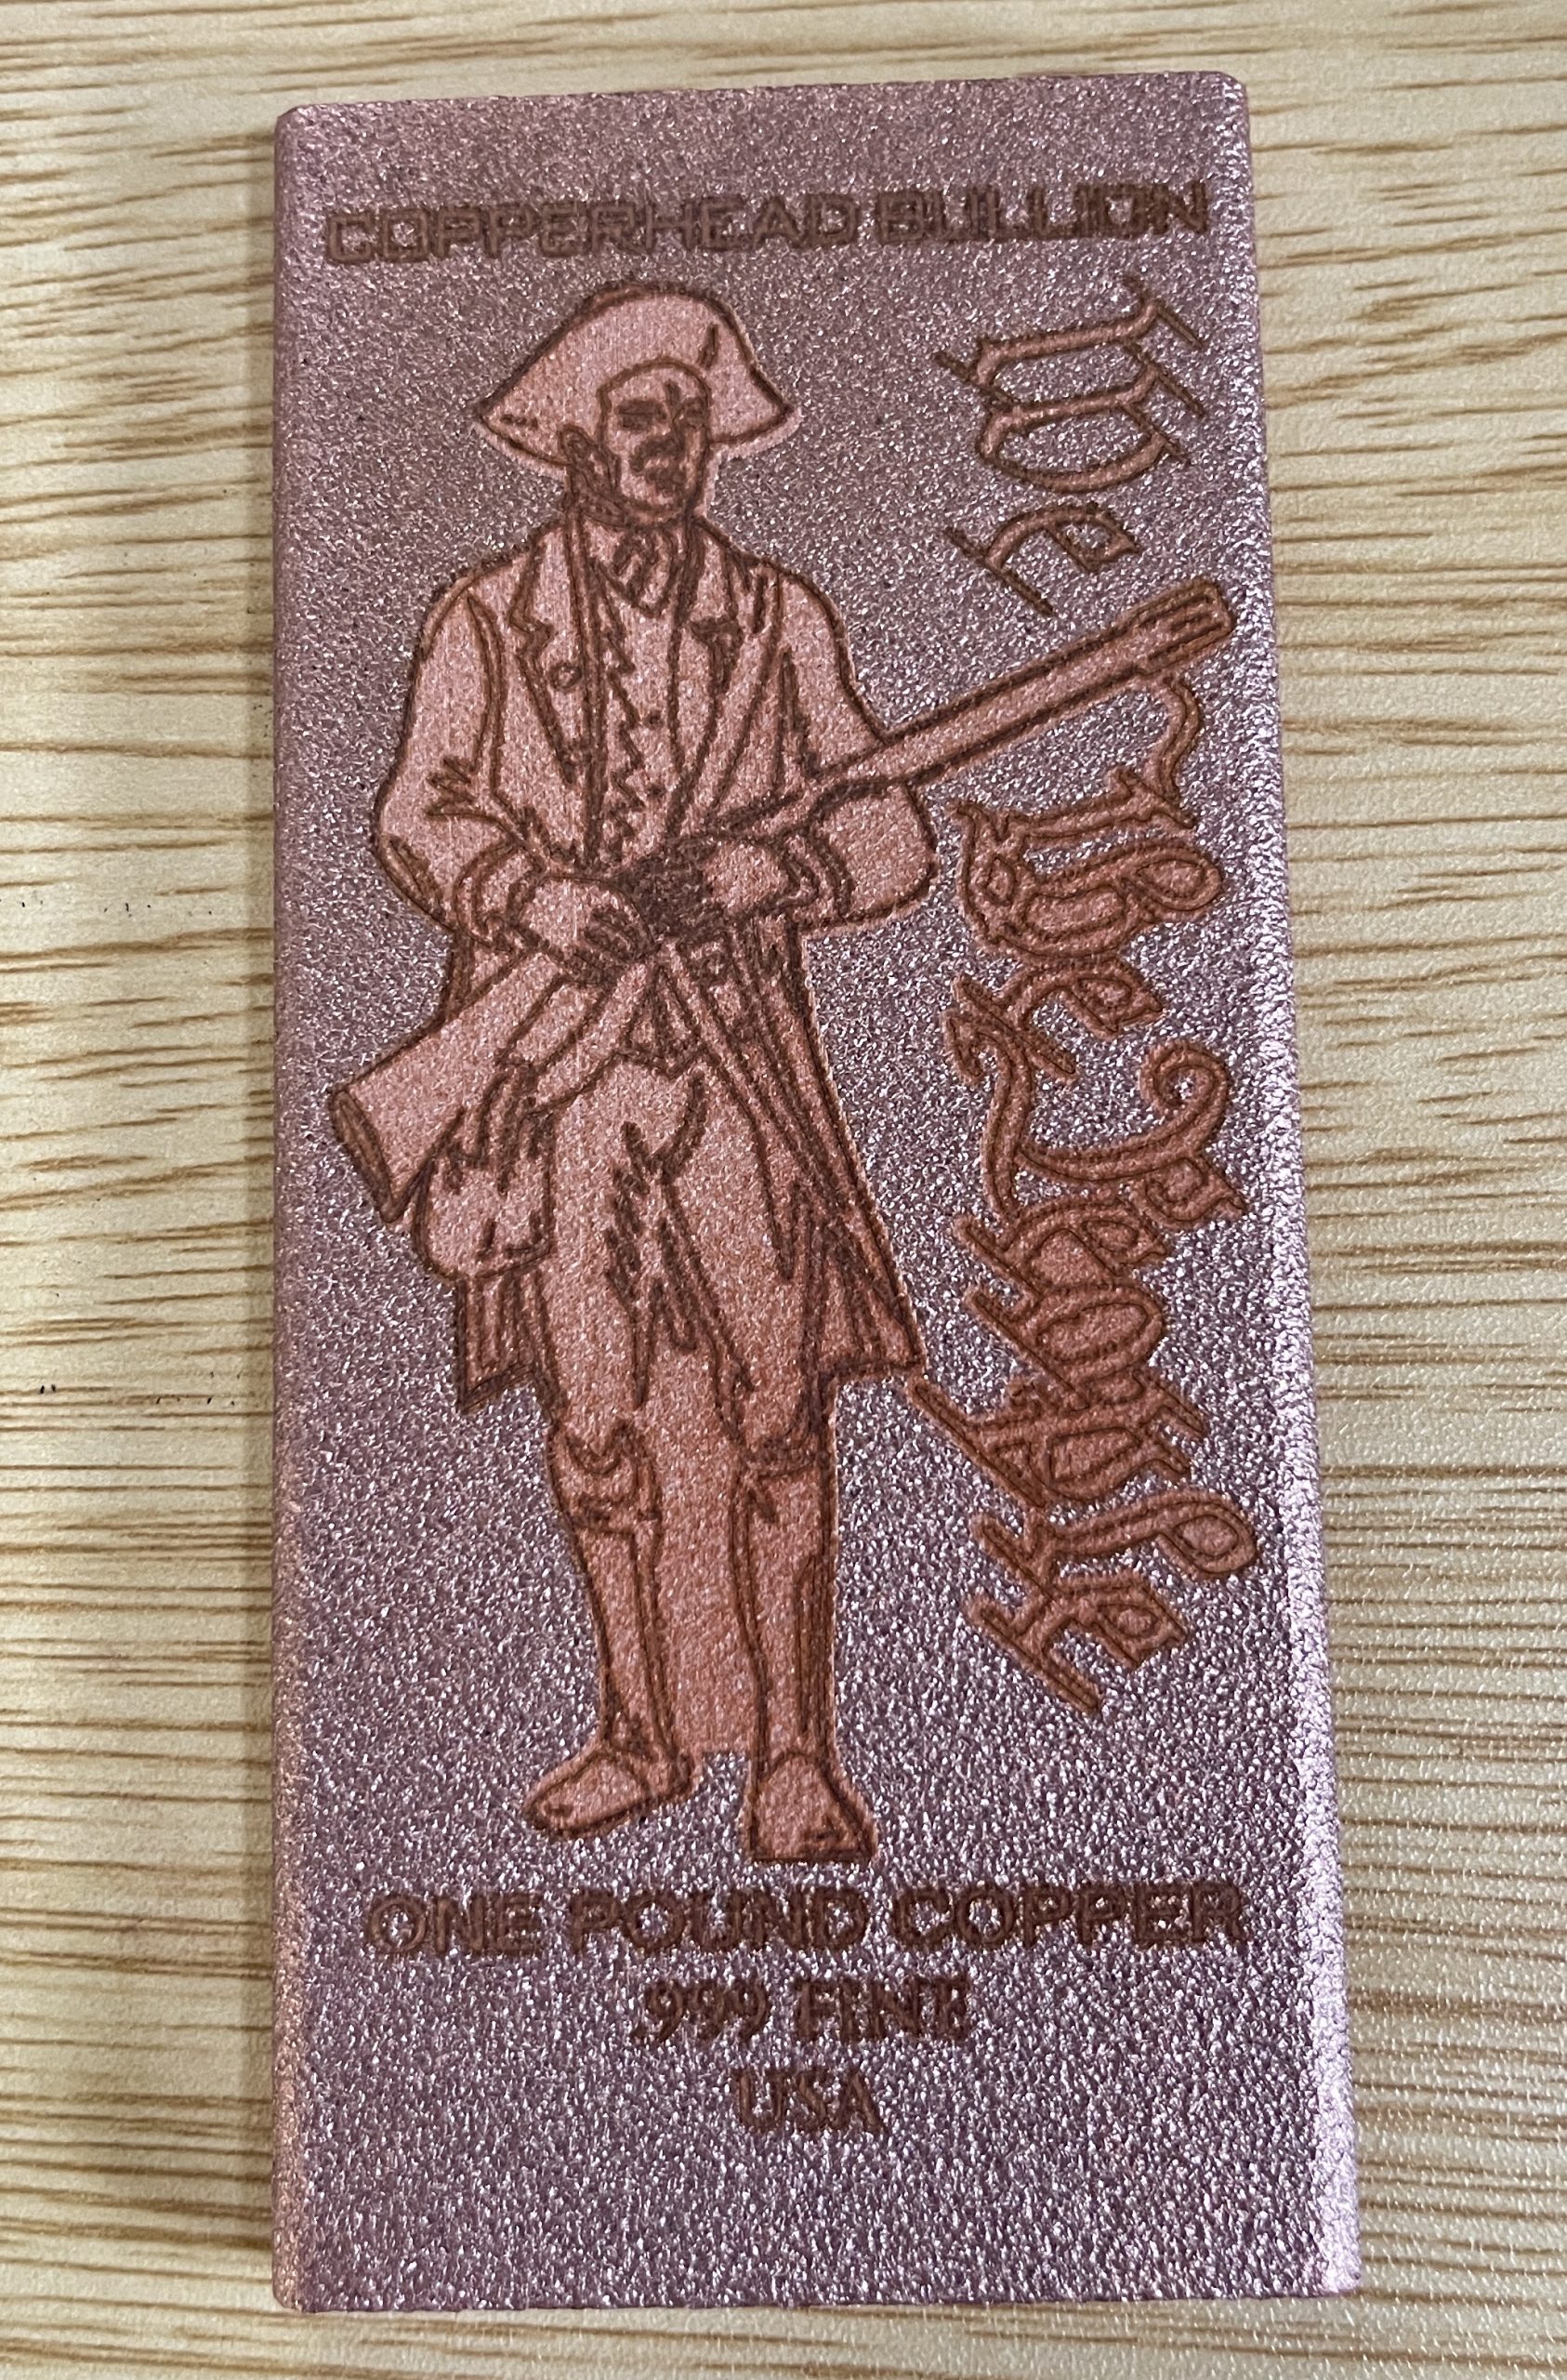 COPPERHEAD BULLION
We
The People
ONE POUND COPPER
.999 FINE
USA